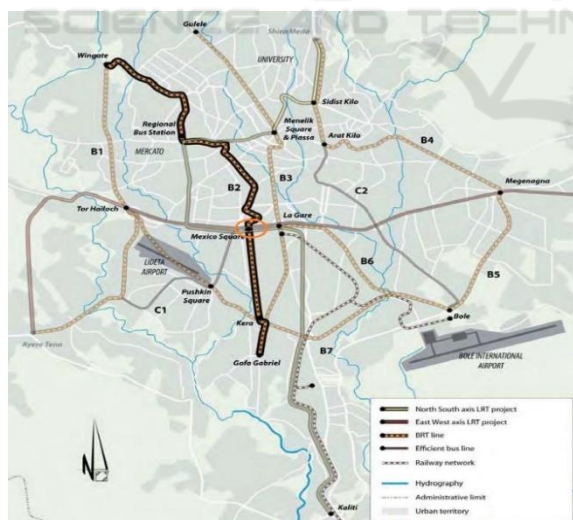 SCIENCE AND TECHN
Gulele
Shiro Meda
Wingate
UNIVERSITY
Sidist Kilo
Regional
Bus Station
Menelik
Square
& Piassa
Arat Kilo
B4
B1
MERCATO
B2
B3
C2
Megenagna
Tor Hailoch
La Gare
Mexico Square
LIDETA
AIRPORT
B6
B5
Pushkin
Square
C1
Bole
Kera
B7
BOLE INTERNATIONAL
AIRPORT
Gofa Gabriel
North South axis LRT project
East West axis LRT project
BRT line
Efficient bus line
Railway network
Hydrography
Administrative limit
Urban territory
N
Kaliti